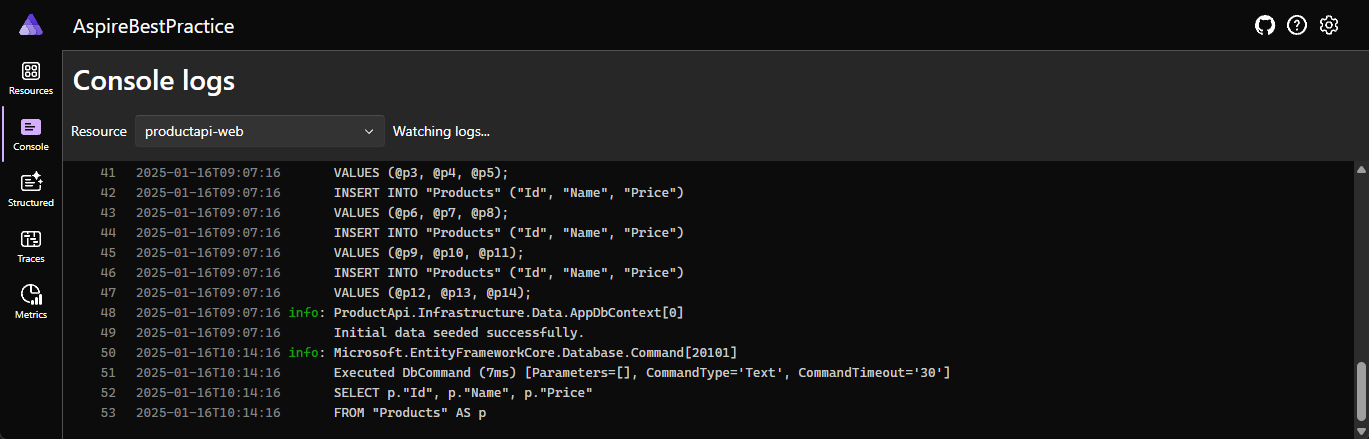 AspireBestPractice
Resources
Console
Structured
Traces
Metrics
Console logs
Resource productapi-web Watching logs...
41 2025-01-16T09:07:16 VALUES (@p3, @p4, @p5);
42 2025-01-16T09:07:16 INSERT INTO "Products" ("Id", "Name", "Price")
43 2025-01-16T09:07:16 VALUES (@p6, @p7, @p8);
44 2025-01-16T09:07:16 INSERT INTO "Products" ("Id", "Name", "Price")
45 2025-01-16T09:07:16 VALUES (@p9, @p10, @p11);
46 2025-01-16T09:07:16 INSERT INTO "Products" ("Id", "Name", "Price")
47 2025-01-16T09:07:16 VALUES (@p12, @p13, @p14);
48 2025-01-16T09:07:16 info: ProductApi.Infrastructure.Data.AppDbContext[0]
49 2025-01-16T09:07:16 Initial data seeded successfully.
50 2025-01-16T10:14:16 info: Microsoft.EntityFrameworkCore.Database.Command[20101]
51 2025-01-16T10:14:16 Executed DbCommand (7ms) [Parameters=[], CommandType='Text', CommandTimeout='30']
52 2025-01-16T10:14:16 SELECT p."Id", p."Name", p."Price"
53 2025-01-16T10:14:16 FROM "Products" AS p